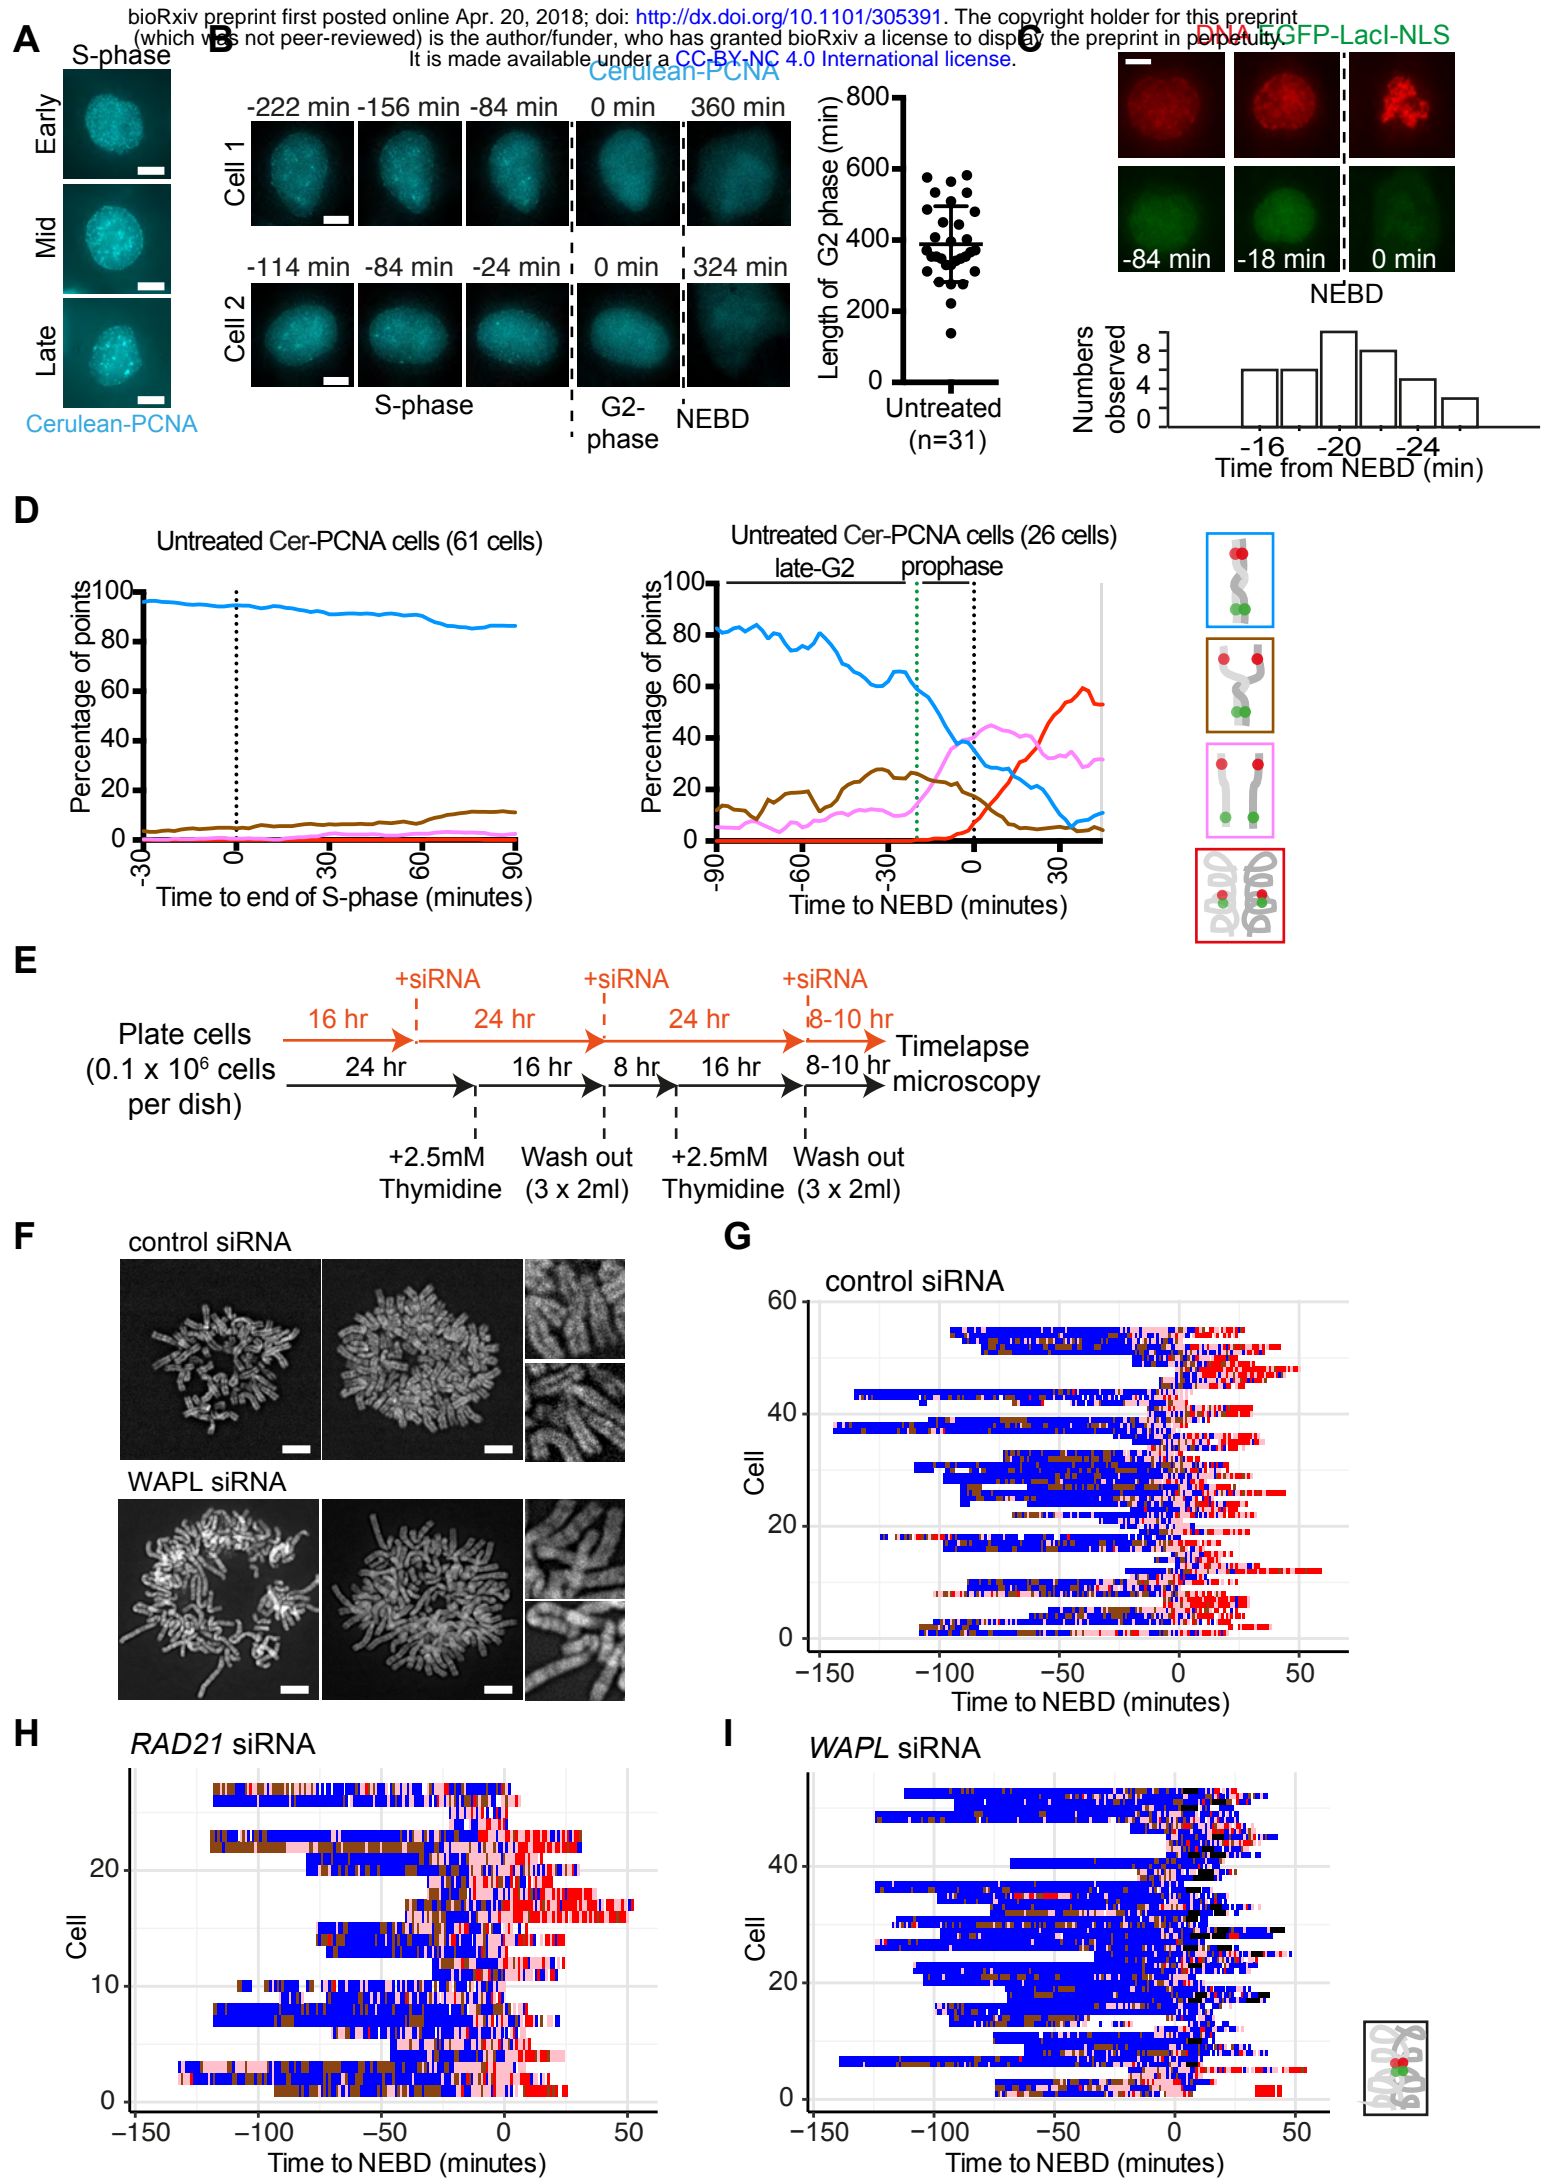 bioRxiv preprint first posted online Apr. 20, 2018; doi: http://dx.doi.org/10.1101/305391. The copyright holder for this preprint
(which was not peer-reviewed) is the author/funder, who has granted bioRxiv a license to display the preprint in perpetuity.
It is made available under a CC-BY-NC 4.0 International license.
A
S-phase
Early
Mid
Late
Cerulean-PCNA
B
Cerulean-PCNA
-222 min -156 min -84 min 0 min 360 min
Cell 1
-114 min -84 min -24 min 0 min 324 min
Cell 2
S-phase
G2-
phase
NEBD
Length of G2 phase (min)
800
600
400
200
0
Untreated
(n=31)
C
DNA EGFP-LacI-NLS
-84 min -18 min 0 min
NEBD
Numbers
observed
8
4
0
-16 -20 -24
Time from NEBD (min)
D
Untreated Cer-PCNA cells (61 cells)
Percentage of points
100
80
60
40
20
0
-30 0 30 60 90
Time to end of S-phase (minutes)
Untreated Cer-PCNA cells (26 cells)
late-G2 prophase
Percentage of points
100
80
60
40
20
0
-90 -60 -30 0 30
Time to NEBD (minutes)
E
+siRNA +siRNA +siRNA
16 hr 24 hr 24 hr 8-10 hr
Plate cells
(0.1 x 10⁶ cells
per dish)
24 hr 16 hr 8 hr 16 hr 8-10 hr
Timelapse
microscopy
+2.5mM Wash out +2.5mM Wash out
Thymidine (3 x 2ml) Thymidine (3 x 2ml)
F
control siRNA
WAPL siRNA
G
control siRNA
Cell
60
40
20
0
−150 −100 −50 0 50
Time to NEBD (minutes)
H
RAD21 siRNA
Cell
20
10
0
−150 −100 −50 0 50
Time to NEBD (minutes)
I
WAPL siRNA
Cell
40
20
0
−150 −100 −50 0 50
Time to NEBD (minutes)